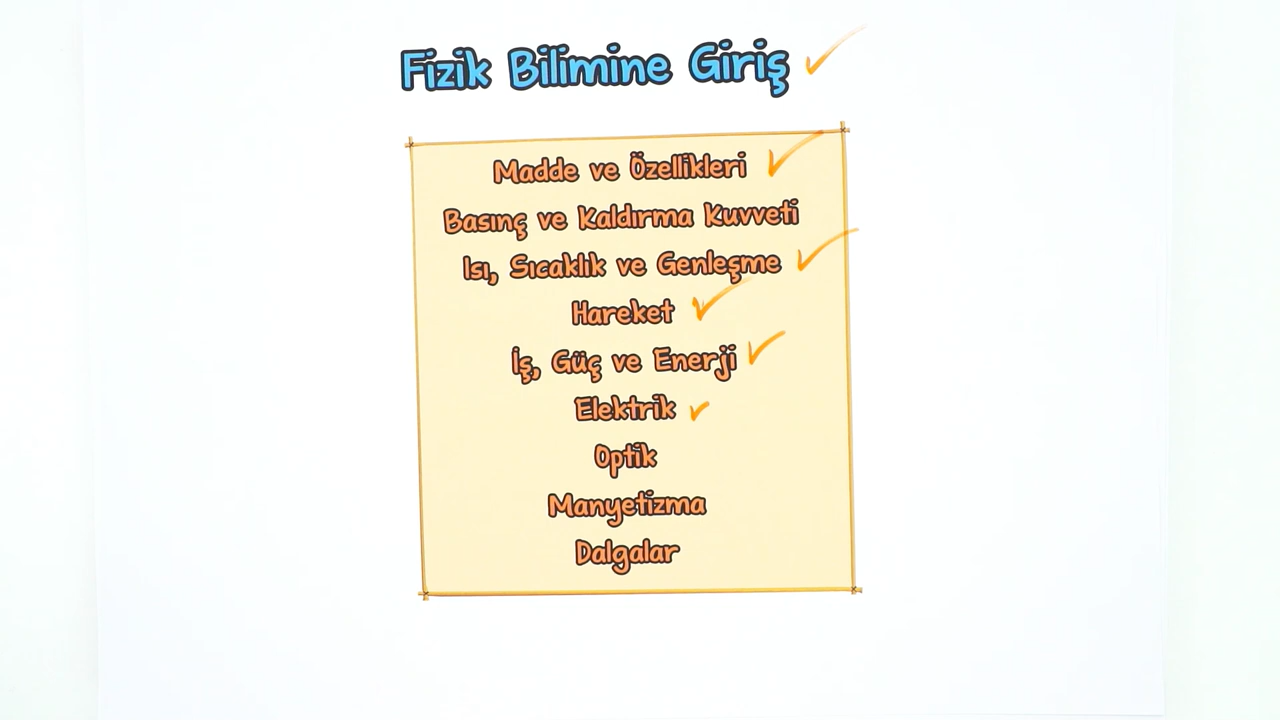 Fizik Bilimine Giriş
Madde ve Özellikleri
Basınç ve Kaldırma Kuvveti
Isı, Sıcaklık ve Genleşme
Hareket
İş, Güç ve Enerji
Elektrik
Optik
Manyetizma
Dalgalar